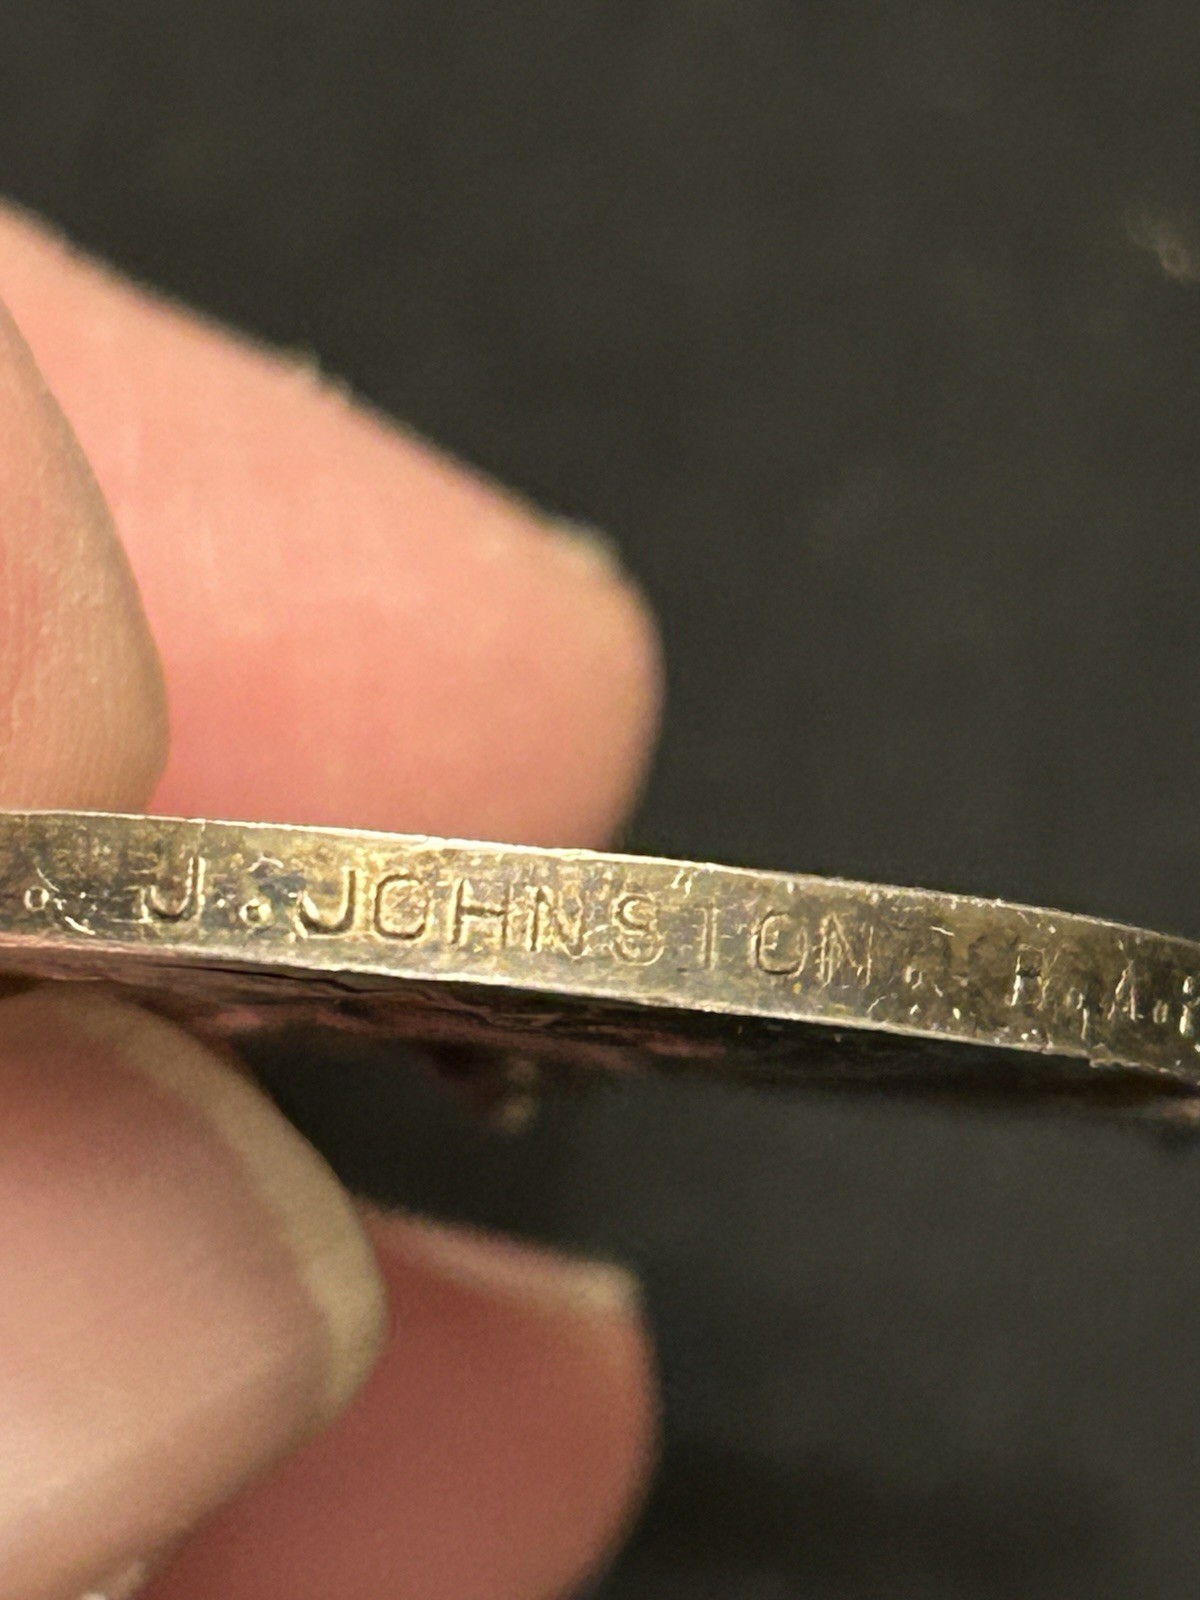 . J. JOHNSTON. R.A.